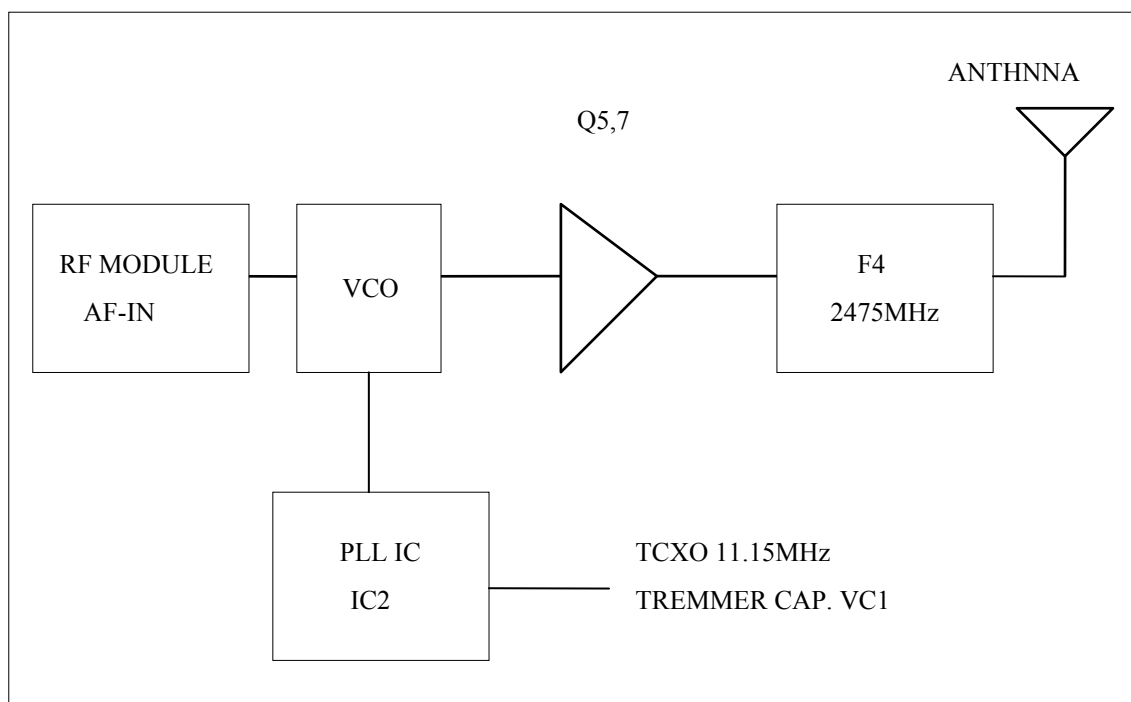 ANTHNNA
Q5,7
RF MODULE
AF-IN
VCO
F4
2475MHz
PLL IC
IC2
TCXO 11.15MHz
TREMMER CAP. VC1